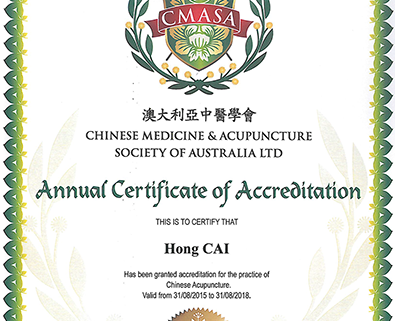 CMASA
澳大利亞中醫學會
CHINESE MEDICINE & ACUPUNCTURE
SOCIETY OF AUSTRALIA LTD
Annual Certificate of Accreditation
THIS IS TO CERTIFY THAT
Hong CAI
Has been granted accreditation for the practice of
Chinese Acupuncture.
Valid from 31/08/2015 to 31/08/2018.